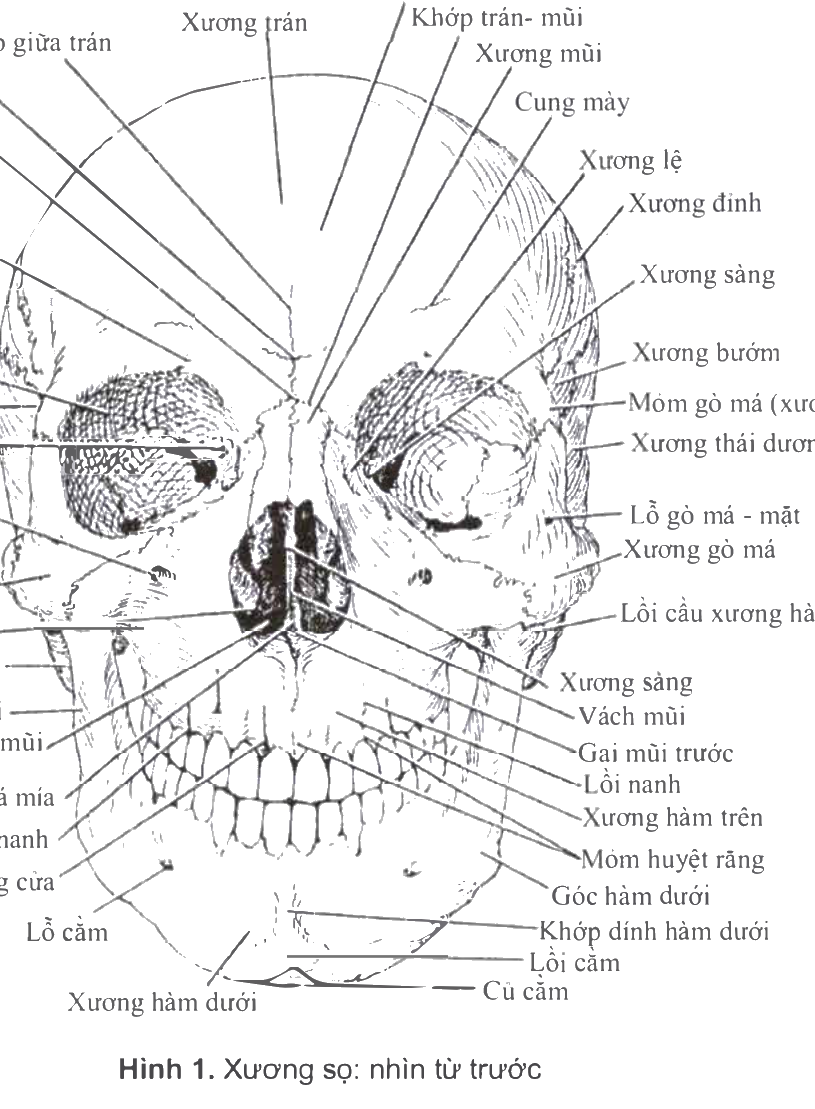 Xương trán
Khớp trán- mũi
giữa trán
Xương mũi
Cung mày
Xương lệ
Xương đỉnh
Xương sàng
Xương bướm
Mỏm gò má
Xương thái
Lỗ gò má - mặt
Xương gò má
Lồi cầu xương
Xương sàng
Vách mũi
mũi
Gai mũi trước
Lồi nanh
mía
Xương hàm trên
nanh
Mỏm huyệt răng
cửa
Góc hàm dưới
Lỗ cằm
Khớp dính hàm dưới
Lồi cằm
Củ cằm
Xương hàm dưới
Hình 1. Xương sọ: nhìn từ trước